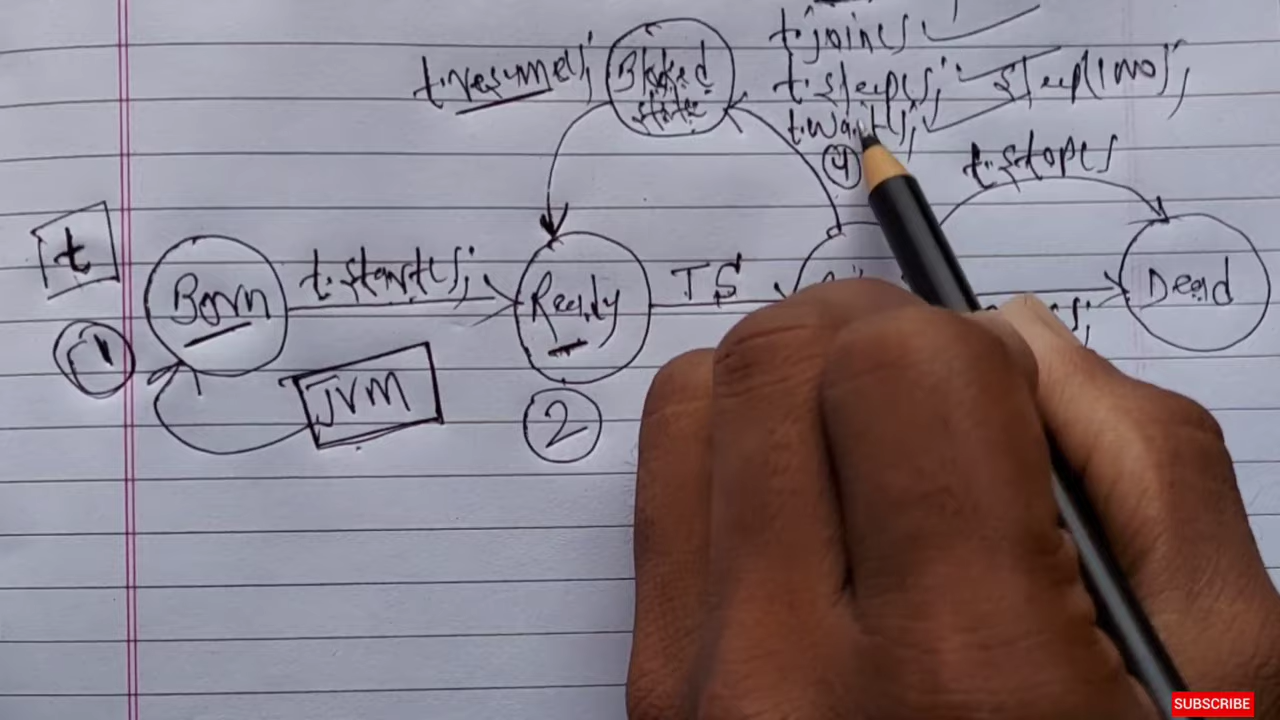 t.join();
t.resume(); Blocked state t.sleep(); sleep(1000);
t.wait();
4 t.stop()
t
Born t.start(); Ready TS Dead
1
JVM
2
SUBSCRIBE